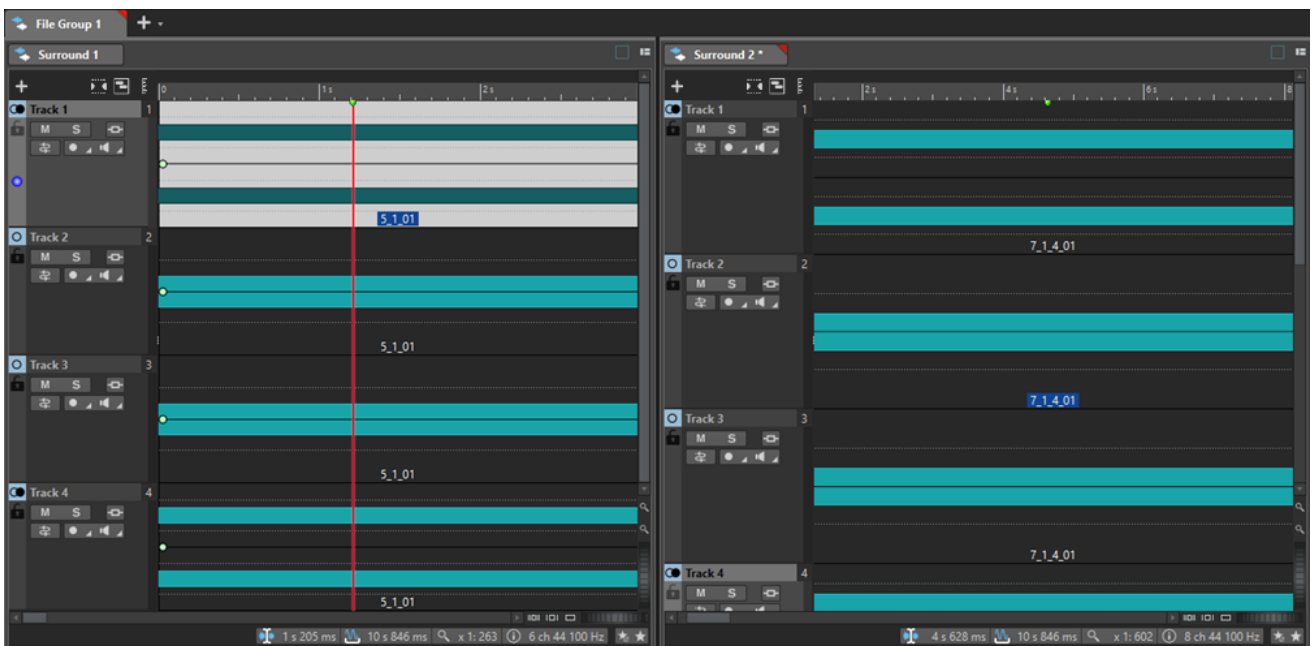 File Group 1
Surround 1
0 1 s 2 s
Track 1 1
M S
5_1_01
Track 2 2
M S
5_1_01
Track 3 3
M S
5_1_01
Track 4 4
M S
5_1_01
1 s 205 ms 10 s 846 ms x 1: 263 6 ch 44 100 Hz
Surround 2 *
2 s 4 s 6 s 8
Track 1 1
M S
7_1_4_01
Track 2 2
M S
7_1_4_01
Track 3 3
M S
7_1_4_01
Track 4 4
M S
4 s 628 ms 10 s 846 ms x 1: 602 8 ch 44 100 Hz